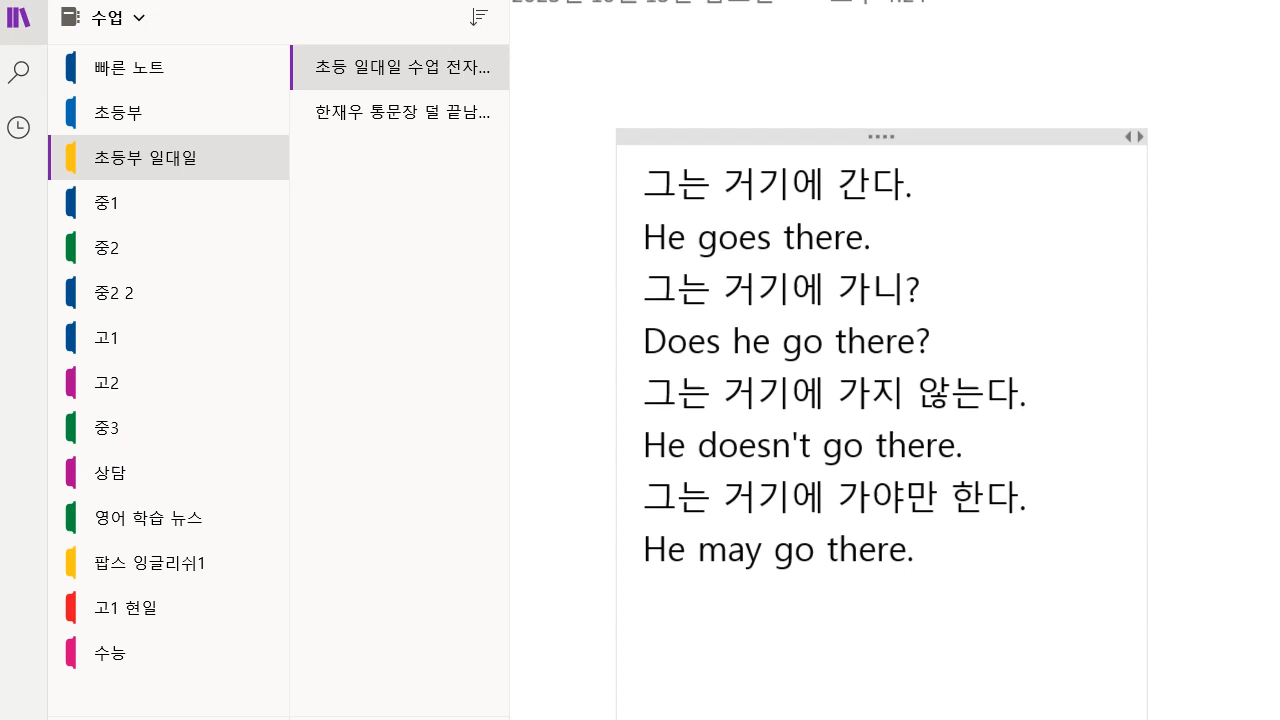 수업
빠른 노트
초등부
초등부 일대일
중1
중2
중2 2
고1
고2
중3
상담
영어 학습 뉴스
팝스 잉글리쉬1
고1 현일
수능
초등 일대일 수업 전자...
한재우 통문장 덜 끝남...
그는 거기에 간다.
He goes there.
그는 거기에 가니?
Does he go there?
그는 거기에 가지 않는다.
He doesn't go there.
그는 거기에 가야만 한다.
He may go there.